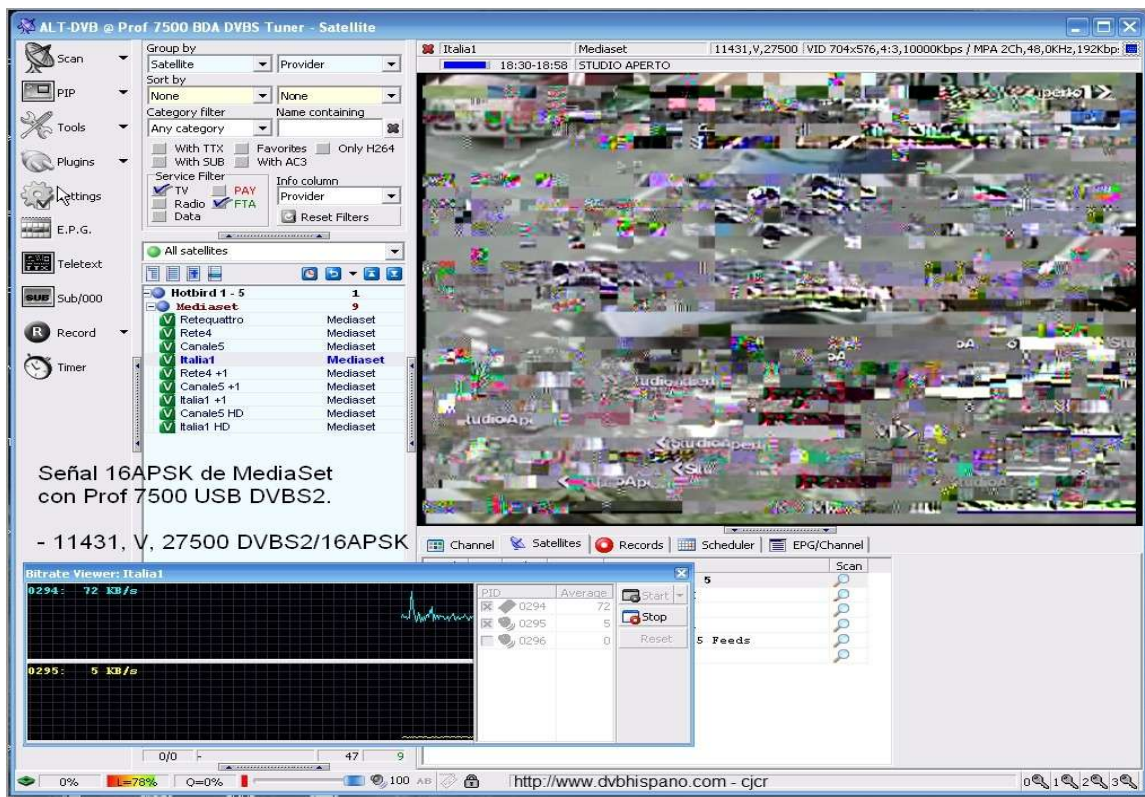 ALT-DVB @ Prof 7500 BDA DVBS Tuner - Satellite
Scan
PIP
Tools
Plugins
Settings
E.P.G.
Teletext
Sub/000
Record
Timer
Group by
Satellite Provider
Sort by
None None
Category filter Name containing
Any category
With TTX Favorites Only H264
With SUB With AC3
Service Filter
TV PAY
Radio FTA
Data
Info column
Provider
Reset Filters
All satellites
Hotbird 1 - 5 1
Mediaset 9
Retequattro Mediaset
Rete4 Mediaset
Canale5 Mediaset
Italia1 Mediaset
Rete4 +1 Mediaset
Canale5 +1 Mediaset
Italia1 +1 Mediaset
Canale5 HD Mediaset
Italia1 HD Mediaset
Italia1 Mediaset 11431,V,27500 VID 704x576,4:3,10000Kbps / MPA 2Ch,48,0KHz,192Kbp
18:30-18:58 STUDIO APERTO
Señal 16APSK de MediaSet
con Prof 7500 USB DVBS2.
- 11431, V, 27500 DVBS2/16APSK
Channel Satellites Records Scheduler EPG/Channel
Scan
5
5 Feeds
Bitrate Viewer: Italia1
0294: 72 KB/s
0295: 5 KB/s
PID Average
0294 72
0295 5
0296 0
Start
Stop
Reset
0/0 - 47 9
0% L=78% Q=0% 100 AB http://www.dvbhispano.com - cjcr 0 1 2 3